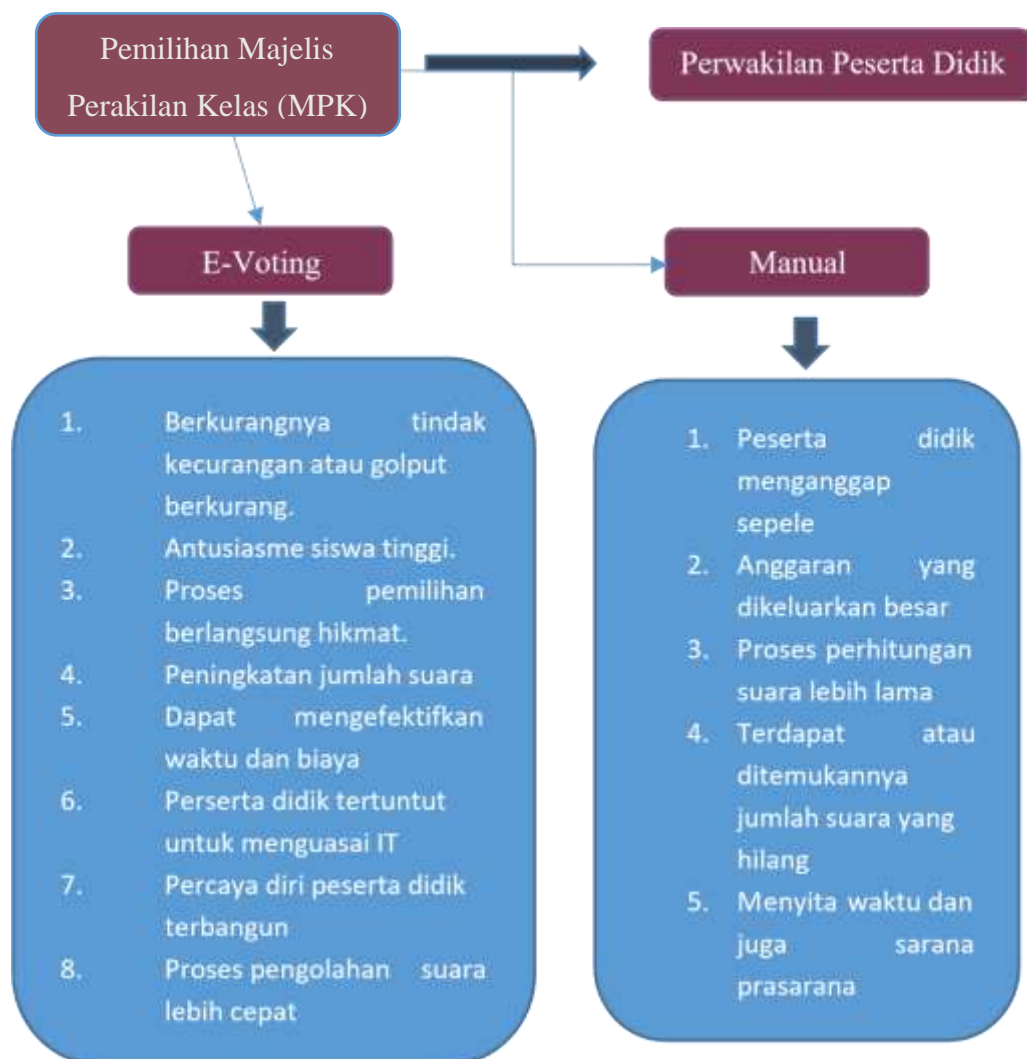 Pemilihan Majelis
Perakilan Kelas (MPK)
Perwakilan Peserta Didik
E-Voting
Manual
1. Berkurangnya tindak
kecurangan atau golput
berkurang.
2. Antusiasme siswa tinggi.
3. Proses pemilihan
berlangsung hikmat.
4. Peningkatan jumlah suara
5. Dapat mengefektifkan
waktu dan biaya
6. Perserta didik tertuntut
untuk menguasai IT
7. Percaya diri peserta didik
terbangun
8. Proses pengolahan suara
lebih cepat
1. Peserta didik
menganggap
sepele
2. Anggaran yang
dikeluarkan besar
3. Proses perhitungan
suara lebih lama
4. Terdapat atau
ditemukannya
jumlah suara yang
hilang
5. Menyita waktu dan
juga sarana
prasarana